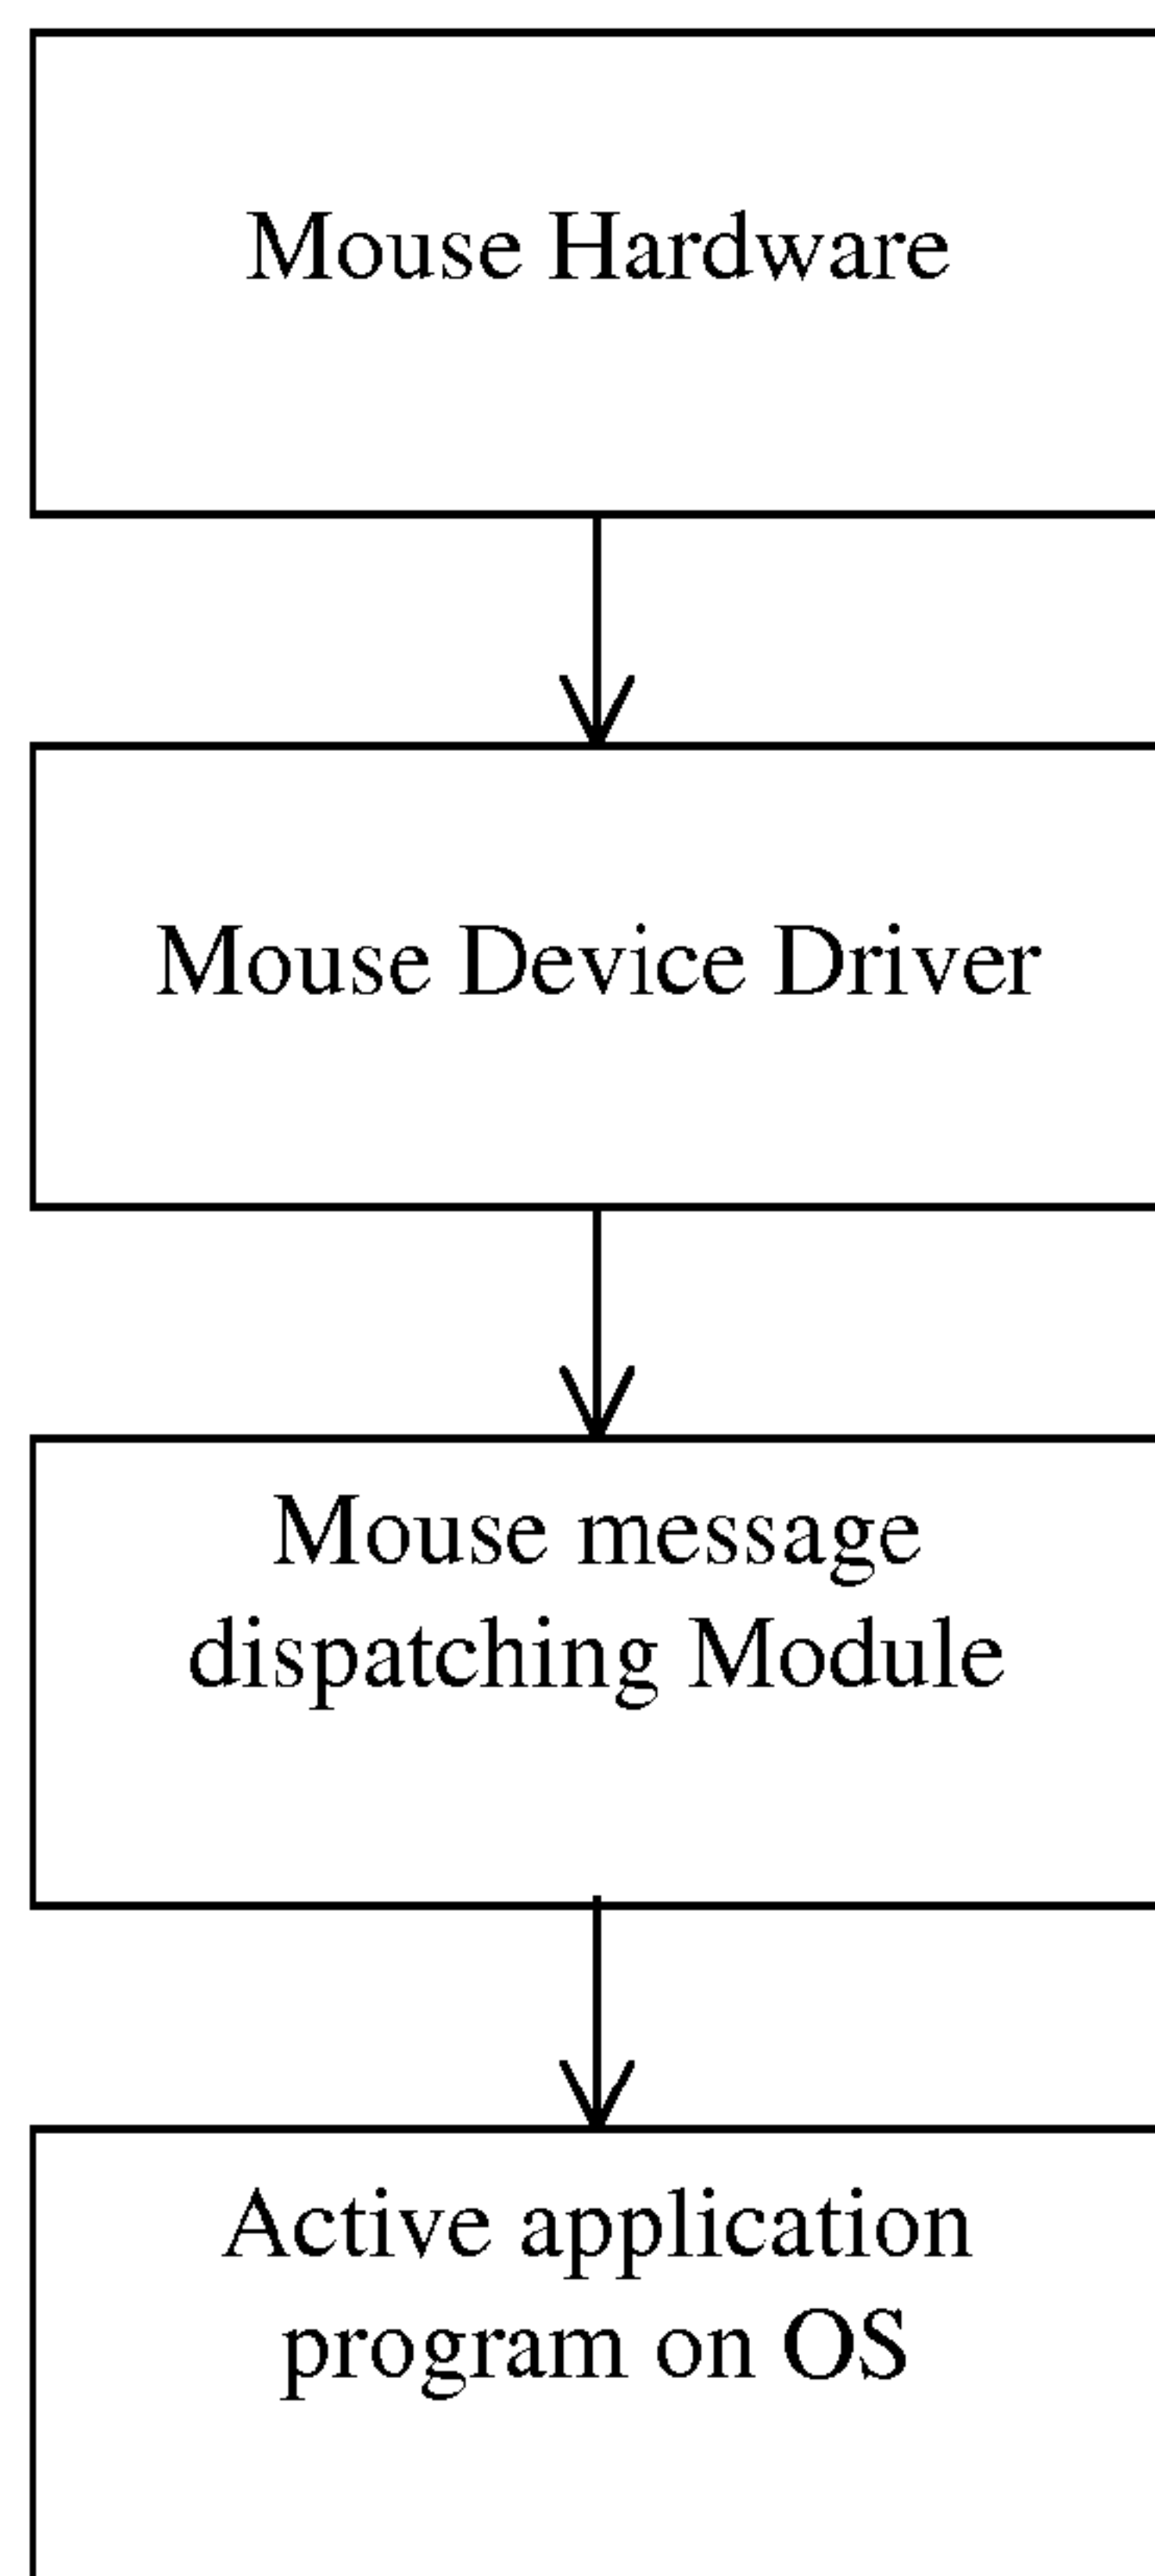 Mouse Hardware
Mouse Device Driver
Mouse message
dispatching Module
Active application
program on OS